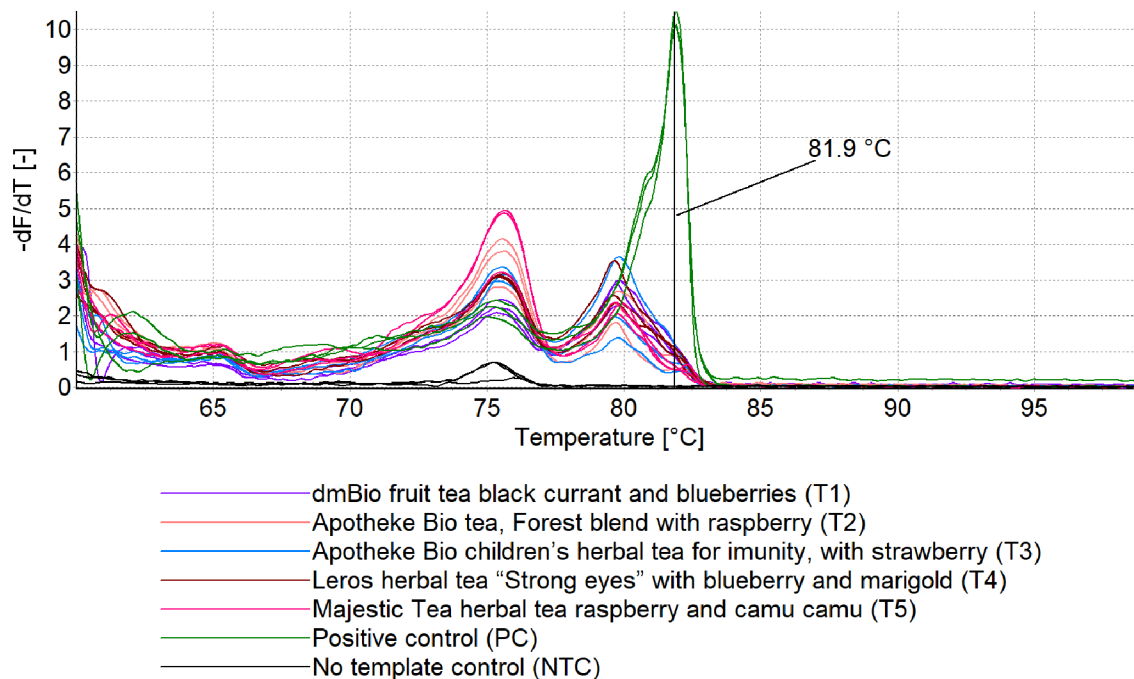 10
9
8
7
6
5
4
3
2
1
0
-dF/dT [-]
81.9 °C
65 70 75 80 85 90 95
Temperature [°C]
dmBio fruit tea black currant and blueberries (T1)
Apotheke Bio tea, Forest blend with raspberry (T2)
Apotheke Bio children’s herbal tea for imunity, with strawberry (T3)
Leros herbal tea “Strong eyes” with blueberry and marigold (T4)
Majestic Tea herbal tea raspberry and camu camu (T5)
Positive control (PC)
No template control (NTC)